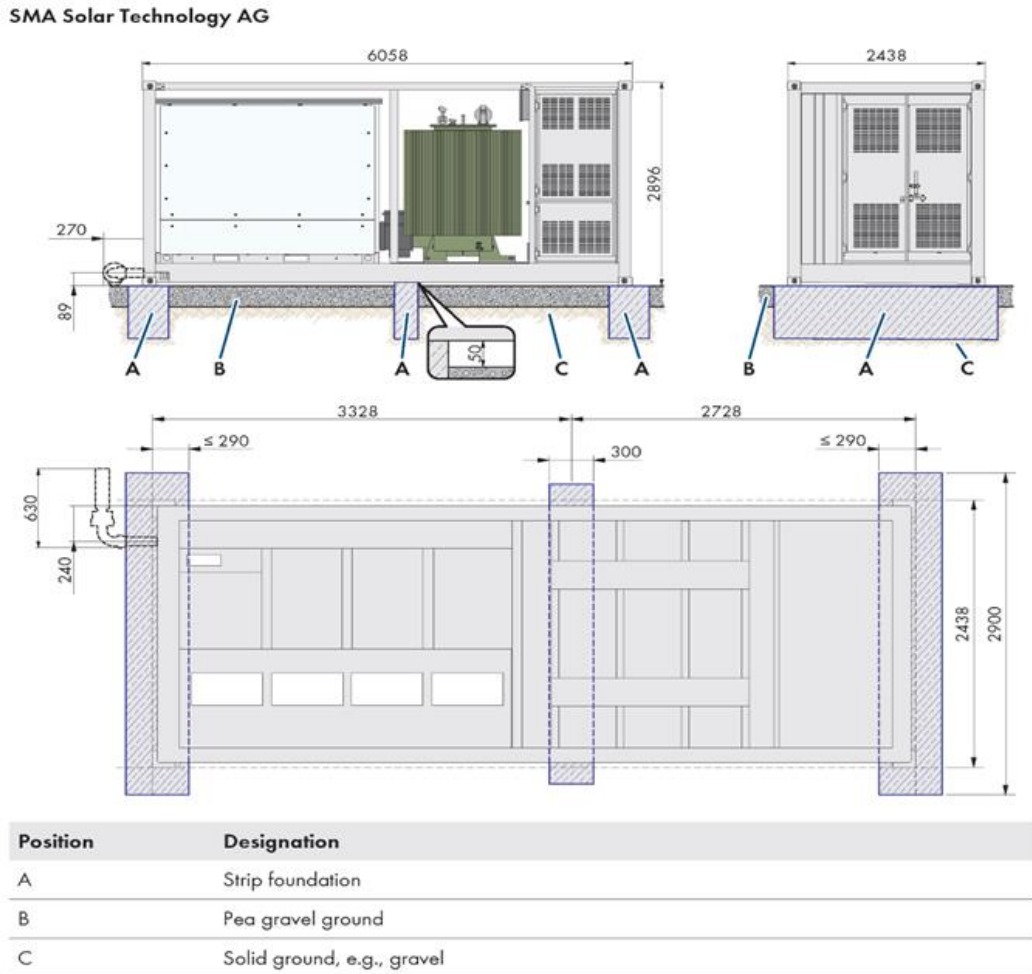 SMA Solar Technology AG
6058
2438
2896
270
89
50
A
B
A
C
A
B
A
C
3328
2728
≤ 290
300
≤ 290
630
240
2438
2900
Position Designation
A Strip foundation
B Pea gravel ground
C Solid ground, e.g., gravel